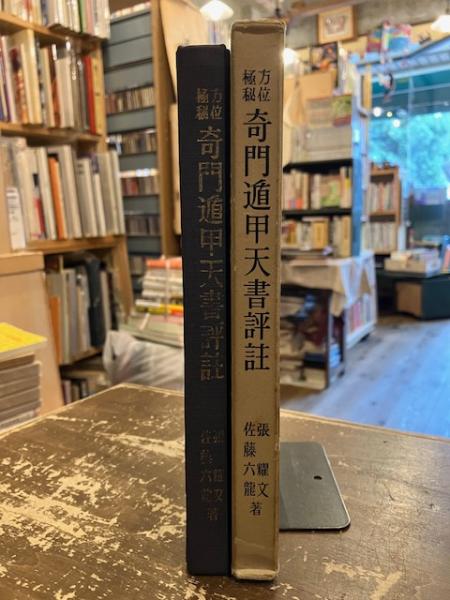 方位
極秘
奇門遁甲天書評註
張耀文
佐藤六龍
著
方位
極秘
奇門遁甲天書評註
張耀文
佐藤六龍
著